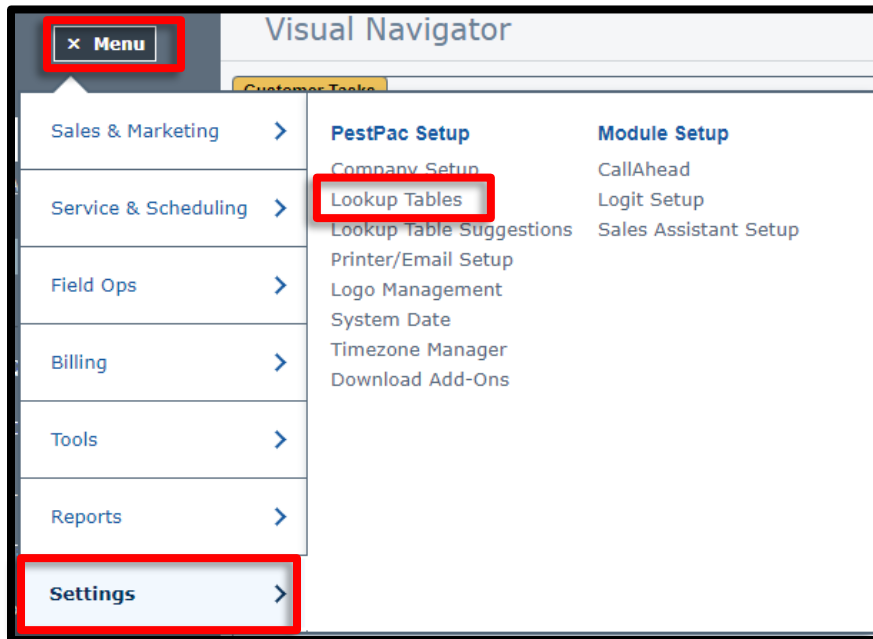 × Menu
Visual Navigator
Customer Tasks
Sales & Marketing
Service & Scheduling
Field Ops
Billing
Tools
Reports
Settings
PestPac Setup
Company Setup
Lookup Tables
Lookup Table Suggestions
Printer/Email Setup
Logo Management
System Date
Timezone Manager
Download Add-Ons
Module Setup
CallAhead
Logit Setup
Sales Assistant Setup